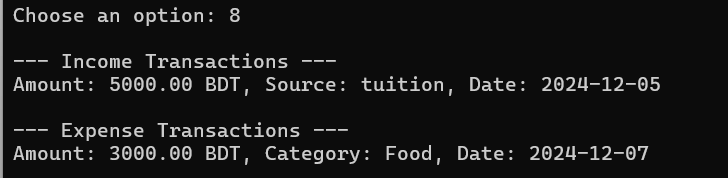 Choose an option: 8
--- Income Transactions ---
Amount: 5000.00 BDT, Source: tuition, Date: 2024-12-05
--- Expense Transactions ---
Amount: 3000.00 BDT, Category: Food, Date: 2024-12-07